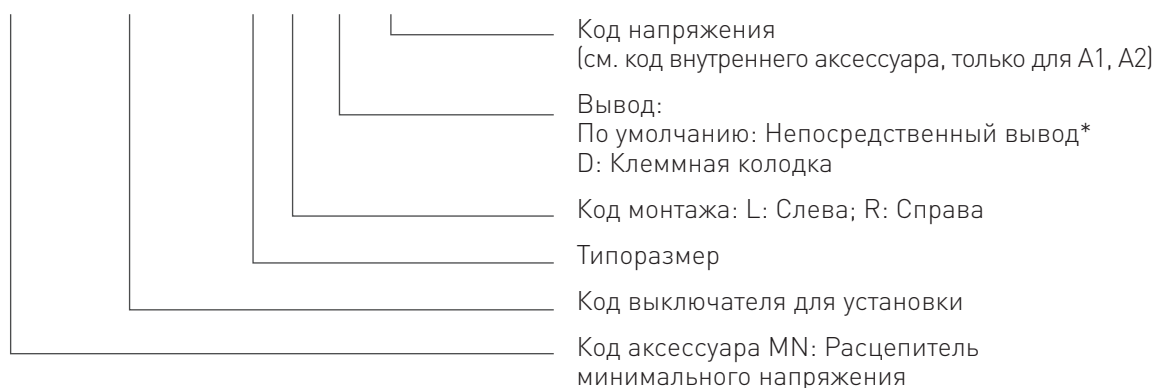 Код напряжения
(см. код внутреннего аксессуара, только для A1, A2)
Вывод:
По умолчанию: Непосредственный вывод*
D: Клеммная колодка
Код монтажа: L: Слева; R: Справа
Типоразмер
Код выключателя для установки
Код аксессуара MN: Расцепитель
минимального напряжения